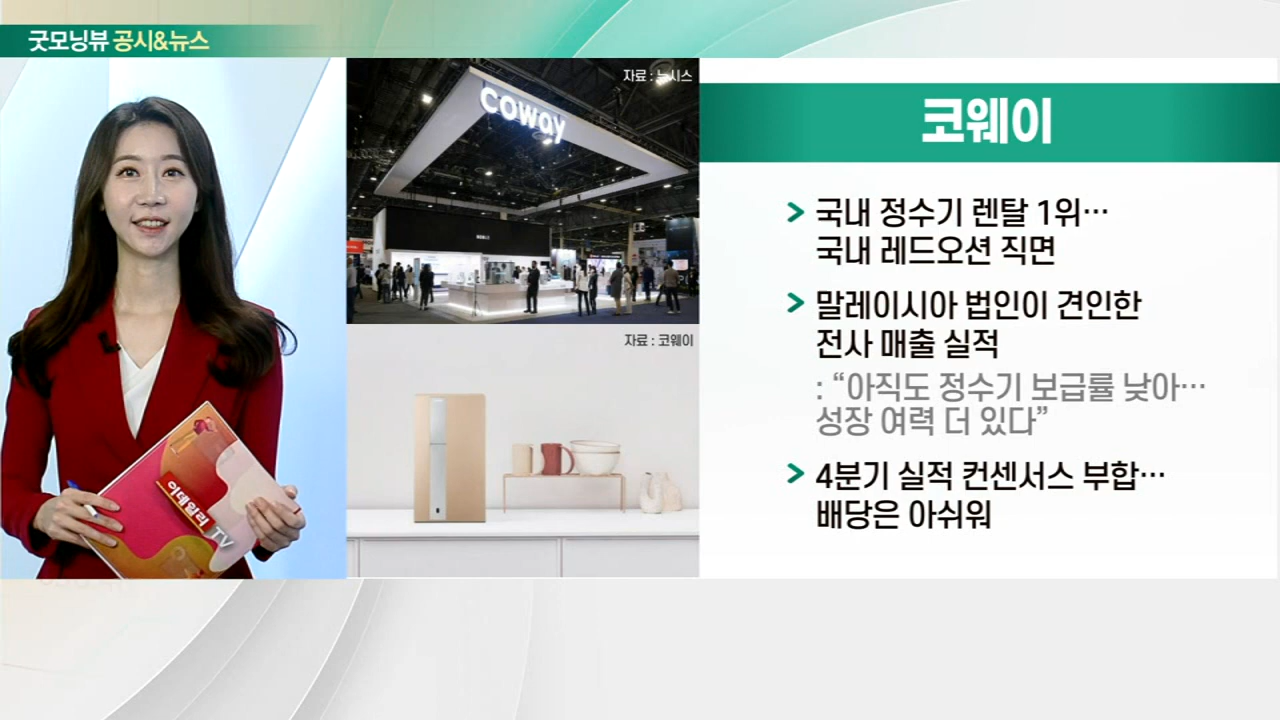 굿모닝뷰 공시&뉴스
자료 : 뉴시스
coway
자료 : 코웨이
이데일리 TV
코웨이
국내 정수기 렌탈 1위…
국내 레드오션 직면
말레이시아 법인이 견인한
전사 매출 실적
: “아직도 정수기 보급률 낮아…
성장 여력 더 있다”
4분기 실적 컨센서스 부합…
배당은 아쉬워